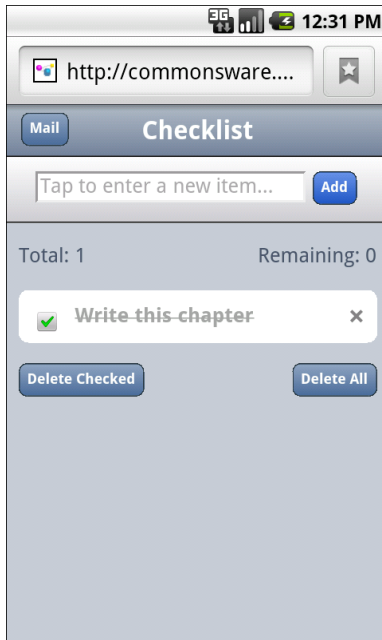 3G 12:31 PM
http://commonsware....
Mail Checklist
Tap to enter a new item... Add
Total: 1 Remaining: 0
Write this chapter ×
Delete Checked Delete All